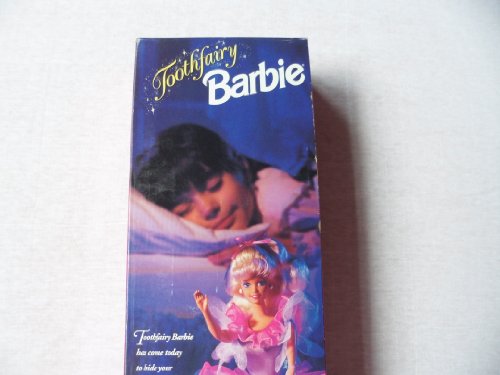 Toothfairy
Barbie®
Toothfairy Barbie
has come today
to hide your